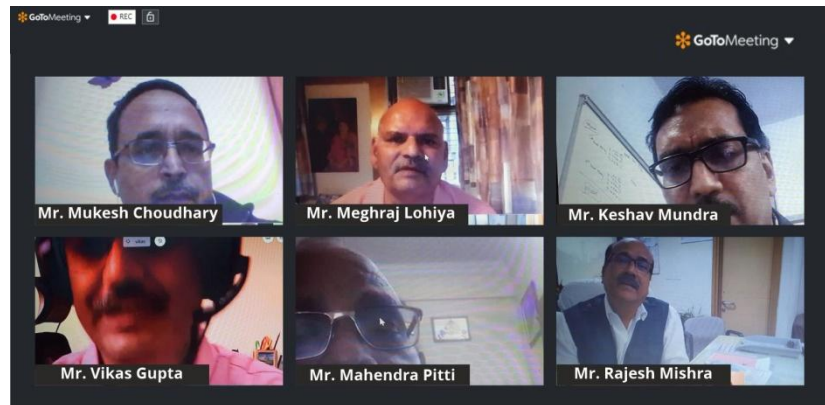 GoToMeeting
REC
GoToMeeting
Mr. Mukesh Choudhary
Mr. Meghraj Lohiya
Mr. Keshav Mundra
Mr. Vikas Gupta
Mr. Mahendra Pitti
Mr. Rajesh Mishra